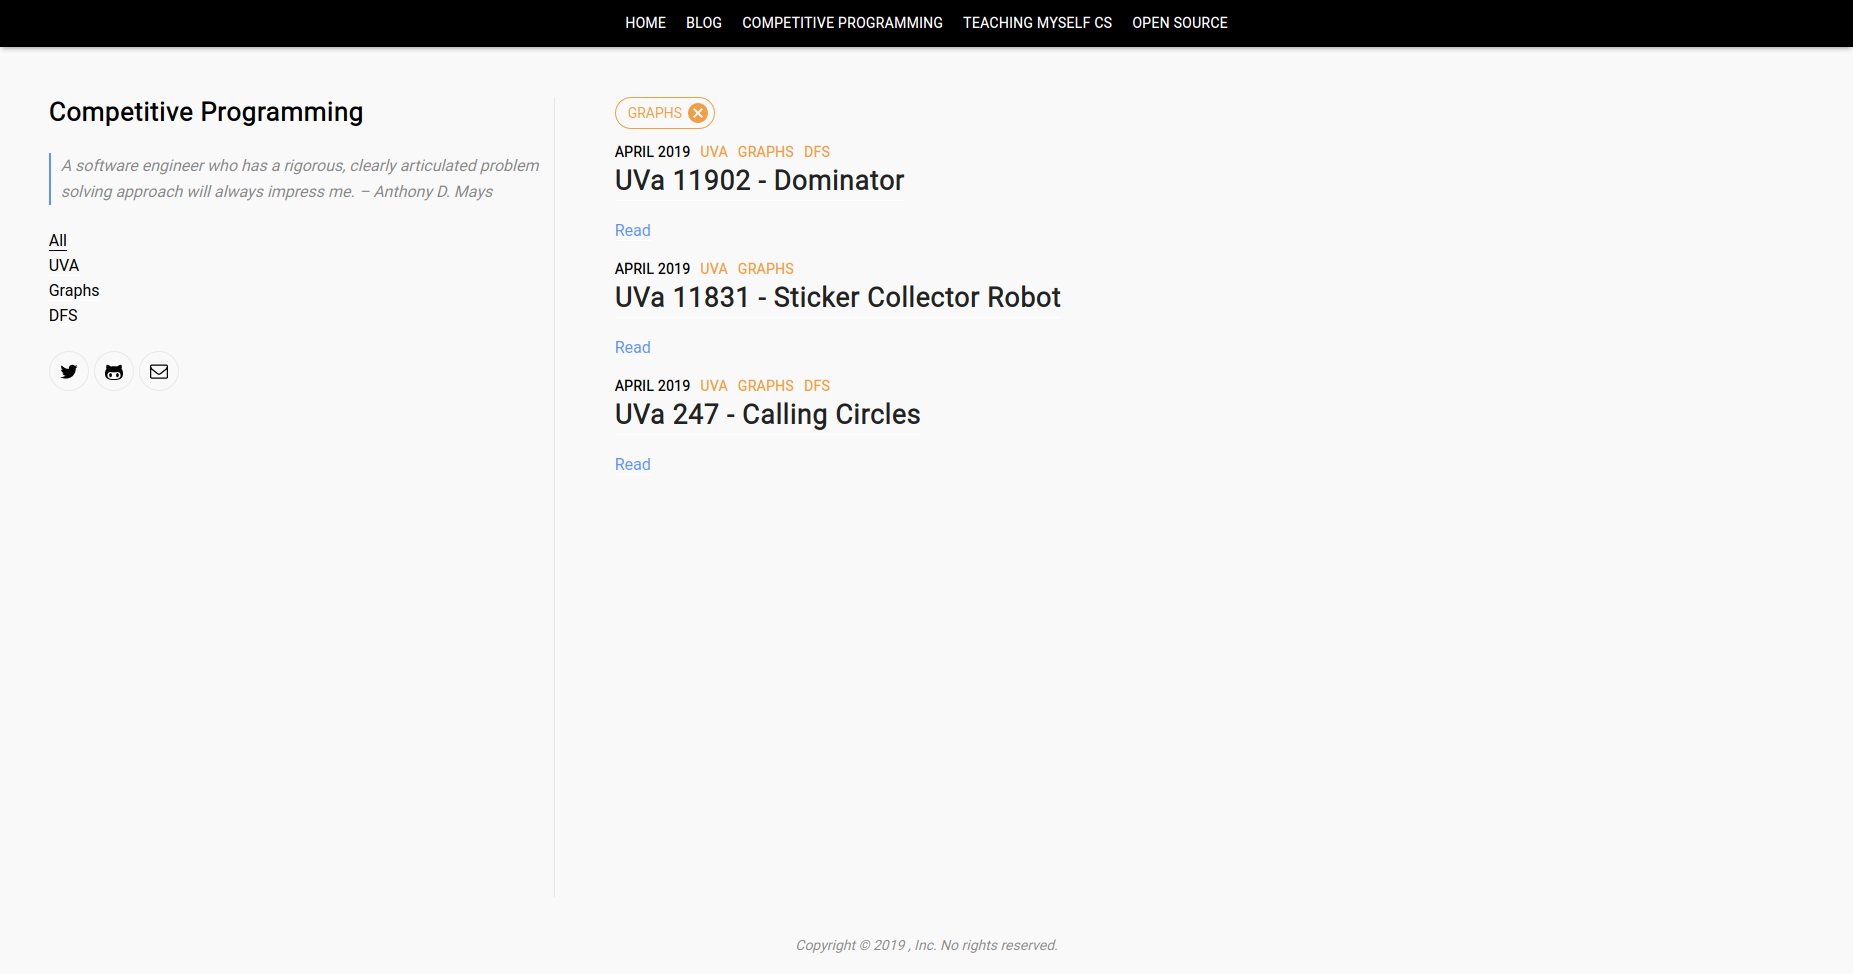 HOME BLOG COMPETITIVE PROGRAMMING TEACHING MYSELF CS OPEN SOURCE
Competitive Programming
A software engineer who has a rigorous, clearly articulated problem
solving approach will always impress me. – Anthony D. Mays
All
UVA
Graphs
DFS
GRAPHS
APRIL 2019 UVA GRAPHS DFS
UVa 11902 - Dominator
Read
APRIL 2019 UVA GRAPHS
UVa 11831 - Sticker Collector Robot
Read
APRIL 2019 UVA GRAPHS DFS
UVa 247 - Calling Circles
Read
Copyright © 2019 , Inc. No rights reserved.